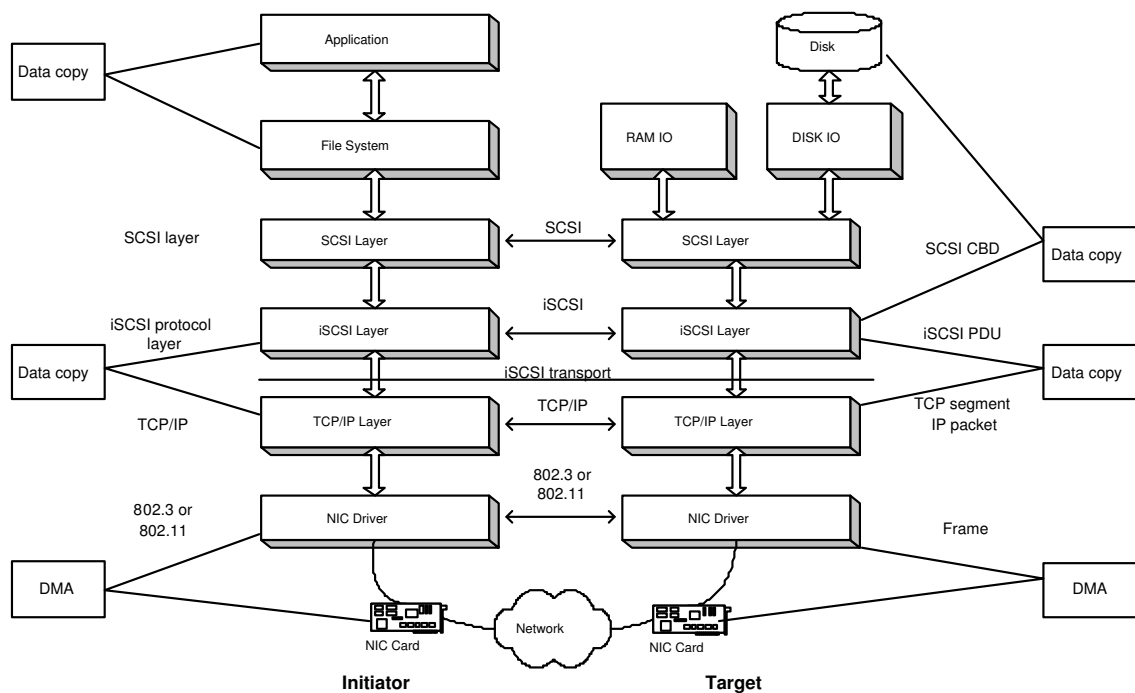 Application
Disk
Data copy
File System
RAM IO
DISK IO
SCSI layer
SCSI Layer
SCSI
SCSI Layer
SCSI CBD
Data copy
iSCSI protocol
layer
iSCSI Layer
iSCSI
iSCSI Layer
iSCSI PDU
Data copy
iSCSI transport
Data copy
TCP/IP
TCP/IP Layer
TCP/IP
TCP/IP Layer
TCP segment
IP packet
802.3 or
802.11
NIC Driver
802.3 or
802.11
NIC Driver
Frame
DMA
NIC Card
Network
NIC Card
DMA
Initiator
Target